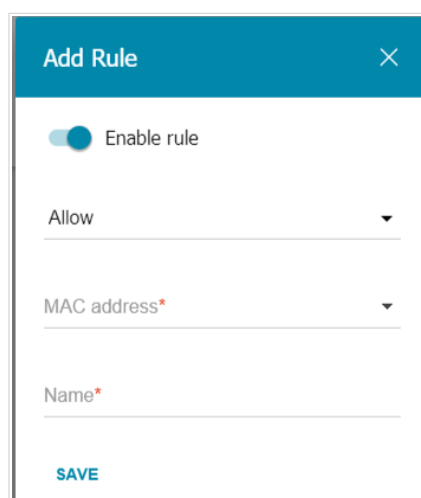 Add Rule
Enable rule
Allow
MAC address*
Name*
SAVE